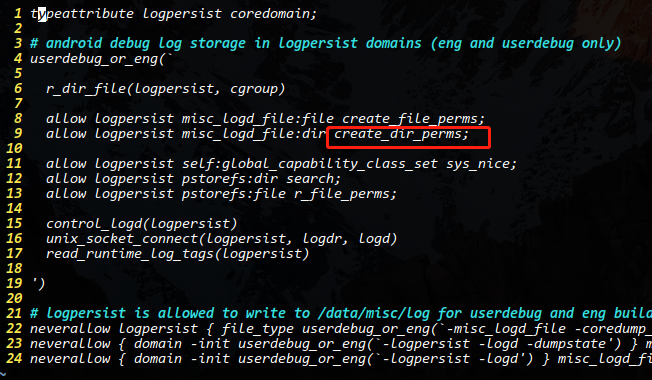 1 typeattribute logpersist coredomain;
2
3 # android debug log storage in logpersist domains (eng and userdebug only)
4 userdebug_or_eng(`
5
6 r_dir_file(logpersist, cgroup)
7
8 allow logpersist misc_logd_file:file create_file_perms;
9 allow logpersist misc_logd_file:dir create_dir_perms;
10
11 allow logpersist self:global_capability_class_set sys_nice;
12 allow logpersist pstorefs:dir search;
13 allow logpersist pstorefs:file r_file_perms;
14
15 control_logd(logpersist)
16 unix_socket_connect(logpersist, logdr, logd)
17 read_runtime_log_tags(logpersist)
18
19 ')
20
21 # logpersist is allowed to write to /data/misc/log for userdebug and eng buil
22 neverallow logpersist { file_type userdebug_or_eng(`-misc_logd_file -coredump_
23 neverallow { domain -init userdebug_or_eng(`-logpersist -logd -dumpstate') } m
24 neverallow { domain -init userdebug_or_eng(`-logpersist -logd') } misc_logd_fi
~